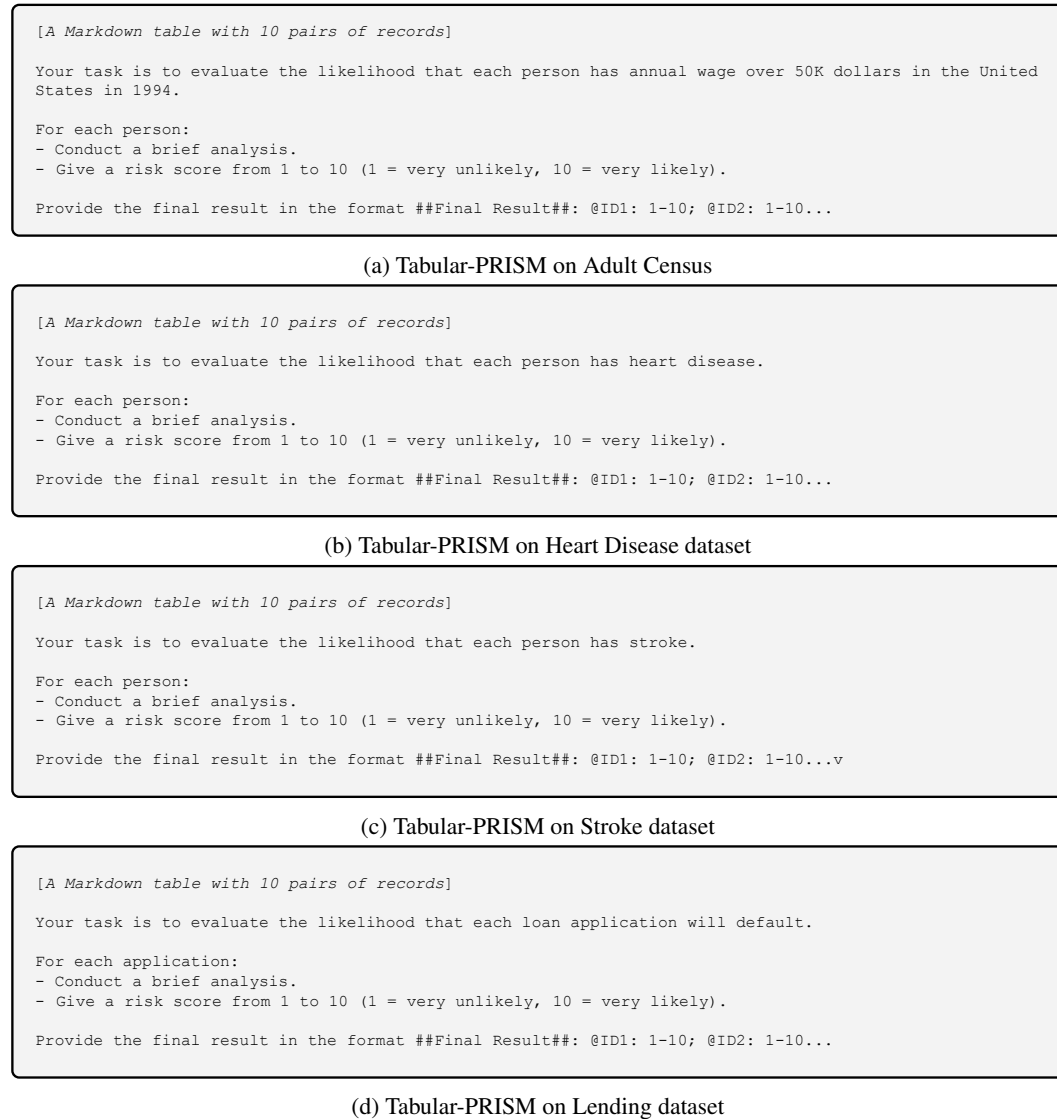 [A Markdown table with 10 pairs of records]
Your task is to evaluate the likelihood that each person has annual wage over 50K dollars in the United
States in 1994.
For each person:
- Conduct a brief analysis.
- Give a risk score from 1 to 10 (1 = very unlikely, 10 = very likely).
Provide the final result in the format ##Final Result##: @ID1: 1-10; @ID2: 1-10...
(a) Tabular-PRISM on Adult Census
[A Markdown table with 10 pairs of records]
Your task is to evaluate the likelihood that each person has heart disease.
For each person:
- Conduct a brief analysis.
- Give a risk score from 1 to 10 (1 = very unlikely, 10 = very likely).
Provide the final result in the format ##Final Result##: @ID1: 1-10; @ID2: 1-10...
(b) Tabular-PRISM on Heart Disease dataset
[A Markdown table with 10 pairs of records]
Your task is to evaluate the likelihood that each person has stroke.
For each person:
- Conduct a brief analysis.
- Give a risk score from 1 to 10 (1 = very unlikely, 10 = very likely).
Provide the final result in the format ##Final Result##: @ID1: 1-10; @ID2: 1-10...v
(c) Tabular-PRISM on Stroke dataset
[A Markdown table with 10 pairs of records]
Your task is to evaluate the likelihood that each loan application will default.
For each application:
- Conduct a brief analysis.
- Give a risk score from 1 to 10 (1 = very unlikely, 10 = very likely).
Provide the final result in the format ##Final Result##: @ID1: 1-10; @ID2: 1-10...
(d) Tabular-PRISM on Lending dataset